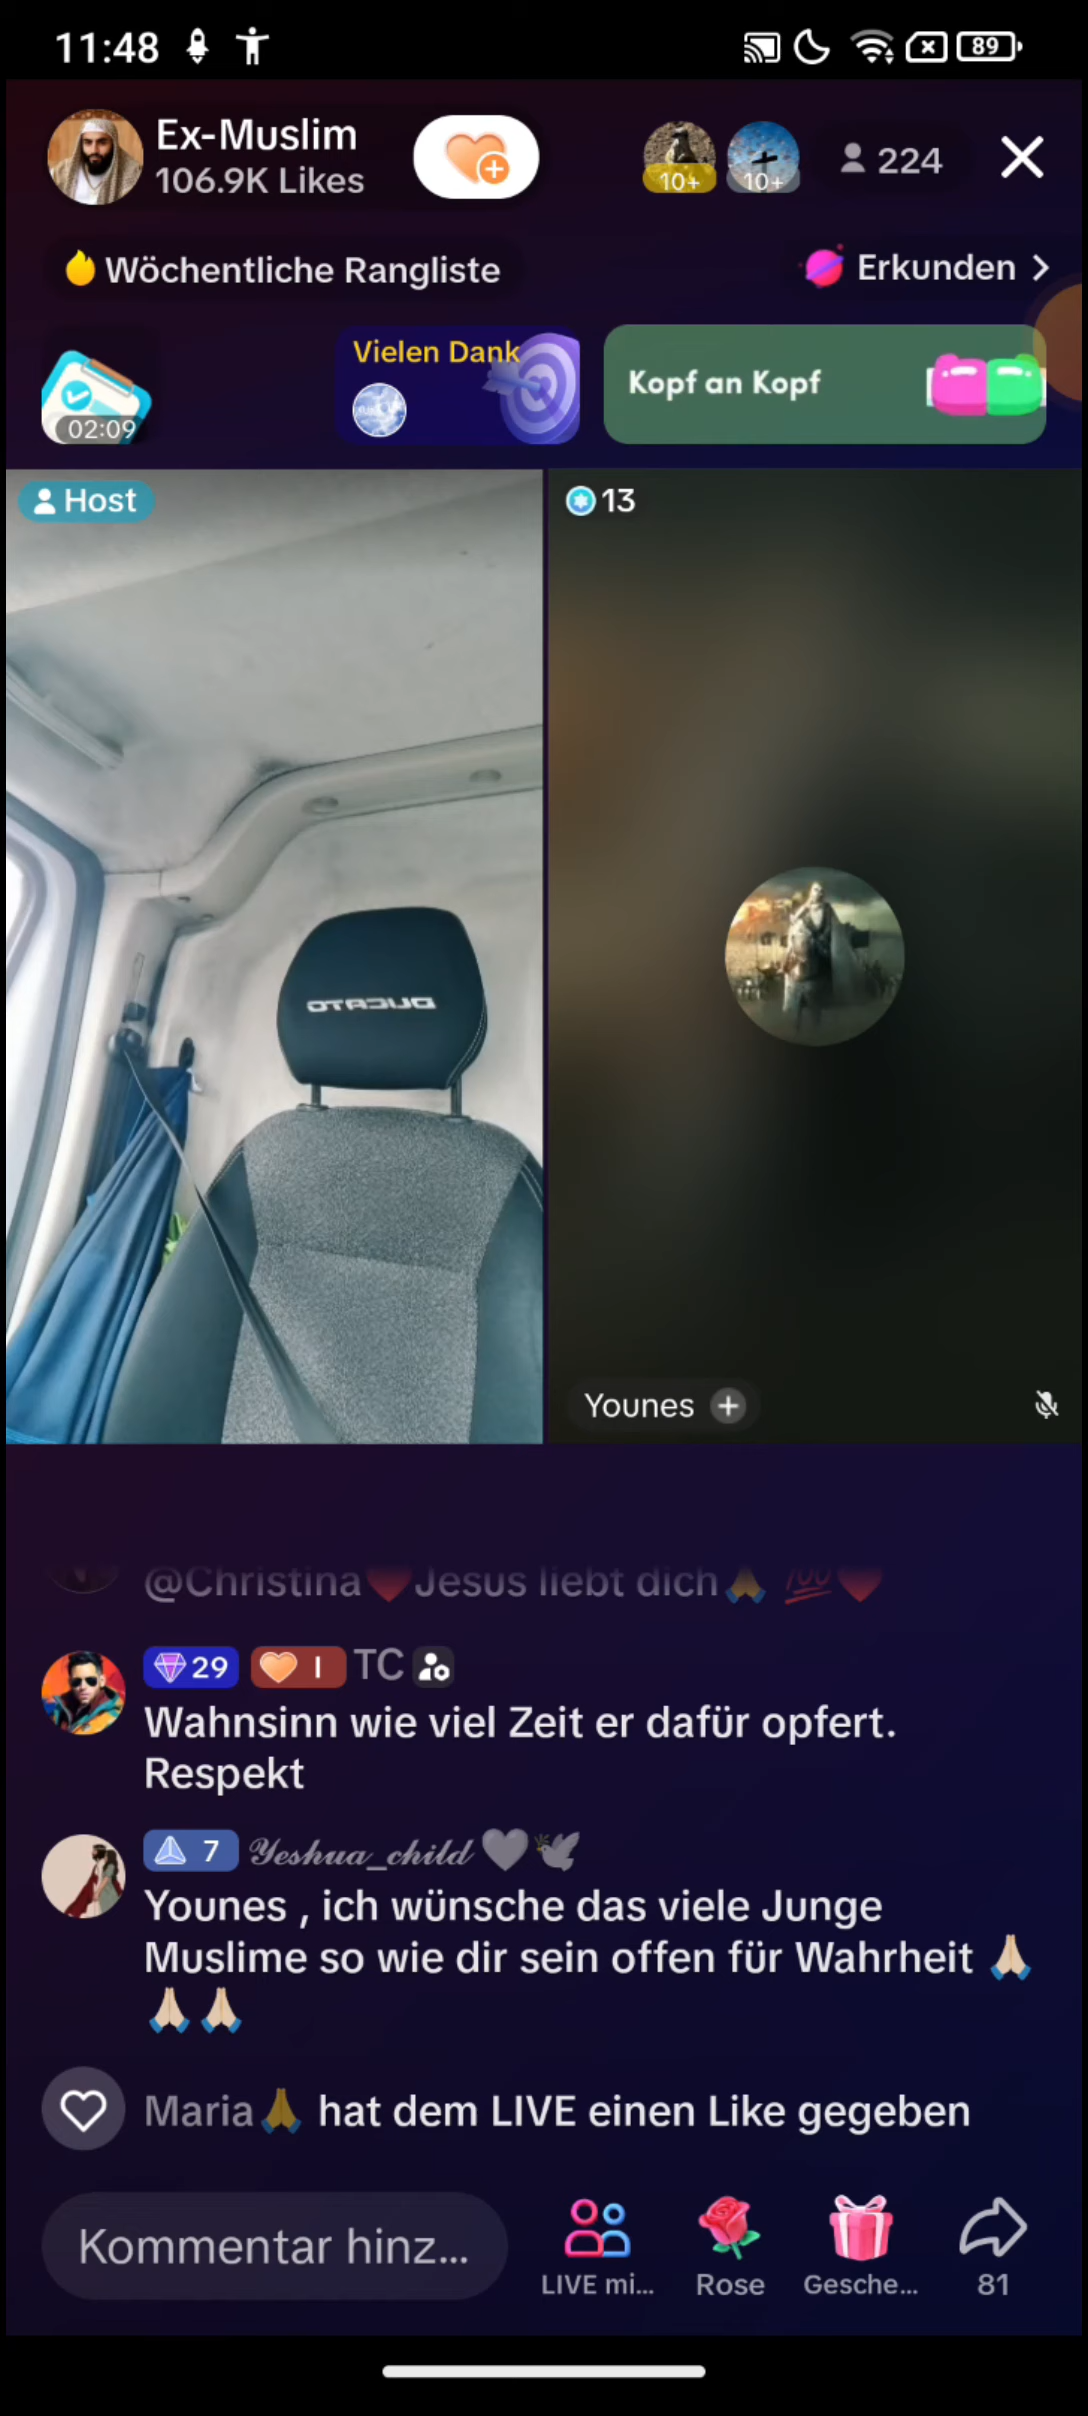 11:48
89
Ex-Muslim
106.9K Likes
10+
10+
224
Wöchentliche Rangliste
Erkunden
02:09
Vielen Dank
Kopf an Kopf
Host
13
DUCATO
Younes
@Christina❤️Jesus liebt dich🙏 💯❤️
29 I TC
Wahnsinn wie viel Zeit er dafür opfert.
Respekt
7 𝒴eshua_child🤍🕊️
Younes , ich wünsche das viele Junge
Muslime so wie dir sein offen für Wahrheit 🙏🏻
🙏🏻🙏🏻
Maria🙏 hat dem LIVE einen Like gegeben
Kommentar hinz...
LIVE mi...
Rose
Gesche...
81